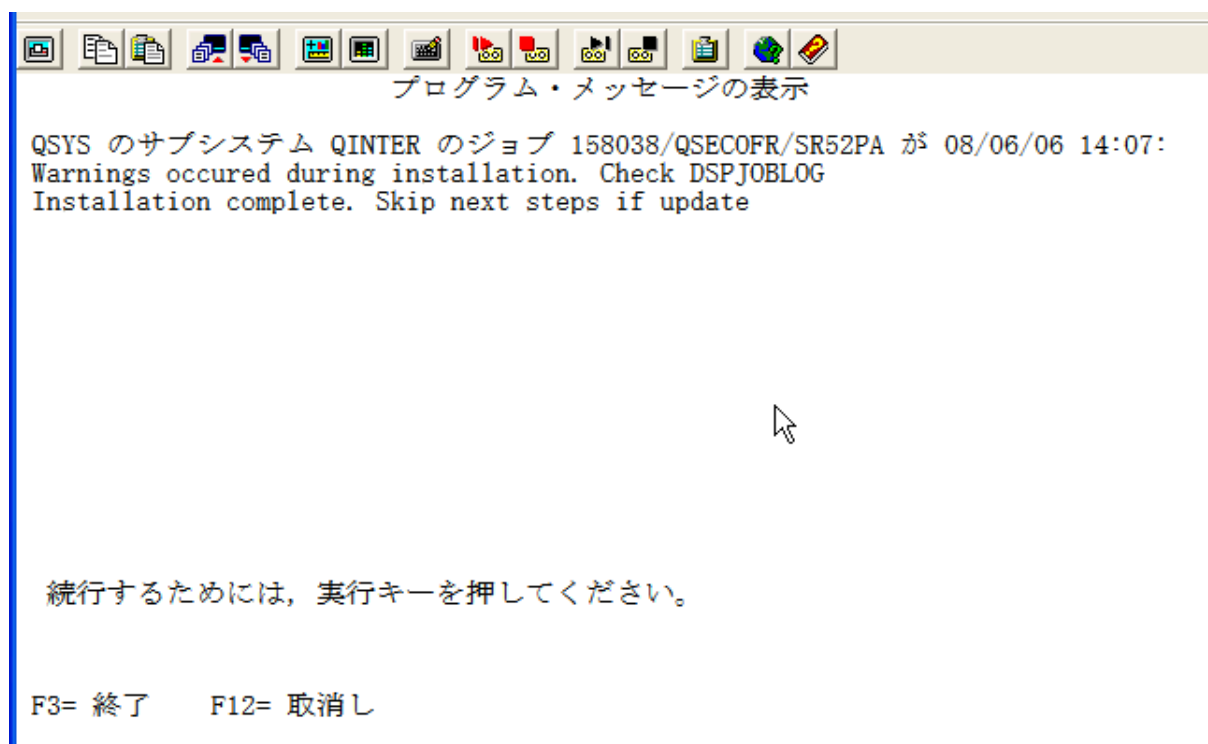 プログラム・メッセージの表示
QSYS のサブシステム QINTER のジョブ 158038/QSECOFR/SR52PA が 08/06/06 14:07:
Warnings occured during installation. Check DSPJOBLOG
Installation complete. Skip next steps if update
続行するためには, 実行キーを押してください。
F3= 終了 F12= 取消し